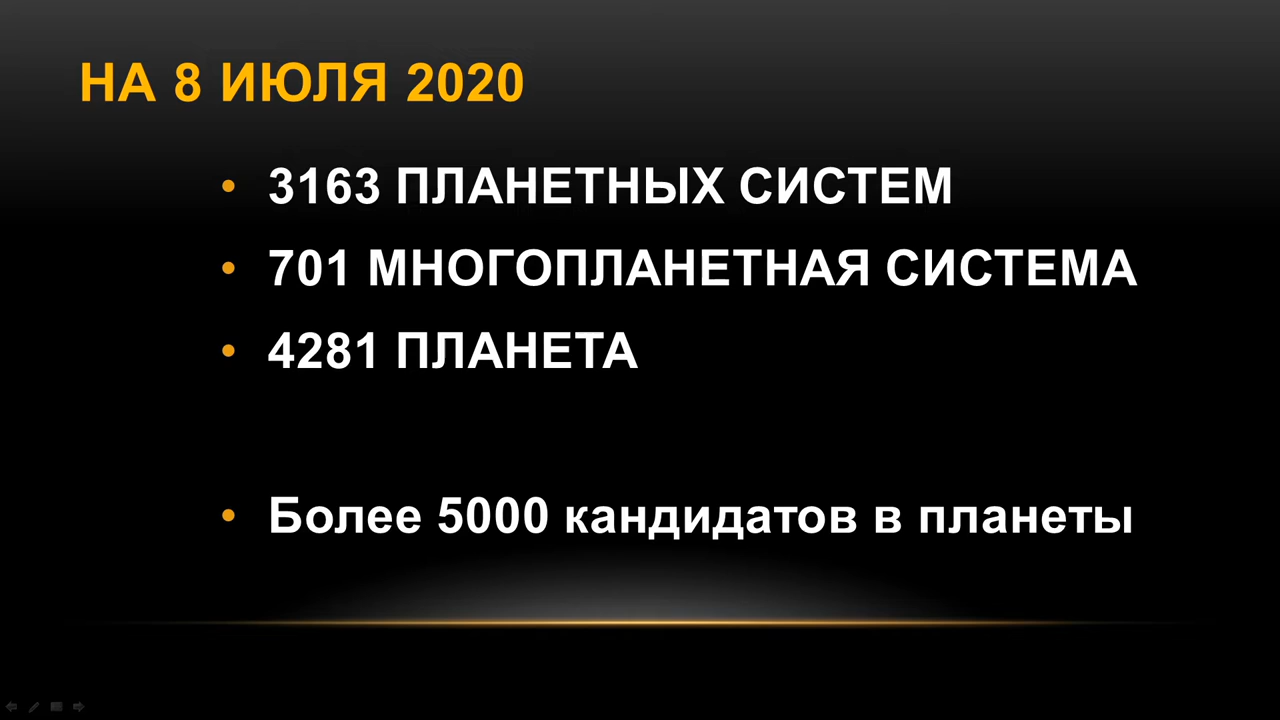 НА 8 ИЮЛЯ 2020
• 3163 ПЛАНЕТНЫХ СИСТЕМ
• 701 МНОГОПЛАНЕТНАЯ СИСТЕМА
• 4281 ПЛАНЕТА
• Более 5000 кандидатов в планеты